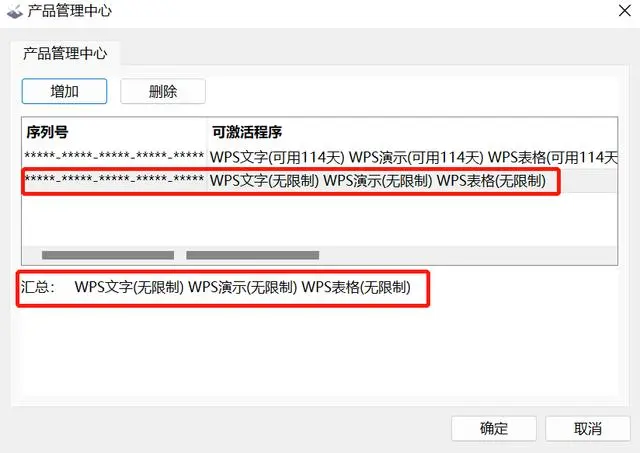 产品管理中心
产品管理中心
增加 删除
序列号 可激活程序
*****-*****-*****-*****-***** WPS文字(可用114天) WPS演示(可用114天) WPS表格(可用114天
*****-*****-*****-*****-***** WPS文字(无限制) WPS演示(无限制) WPS表格(无限制)
汇总: WPS文字(无限制) WPS演示(无限制) WPS表格(无限制)
确定 取消